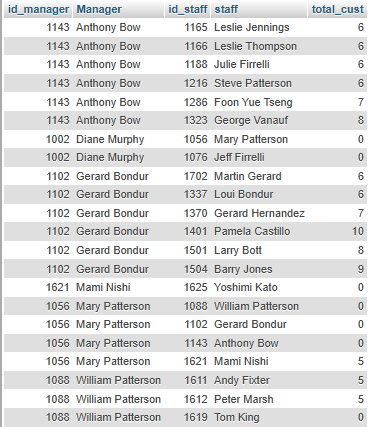 id_manager Manager id_staff staff total_cust
1143 Anthony Bow 1165 Leslie Jennings 6
1143 Anthony Bow 1166 Leslie Thompson 6
1143 Anthony Bow 1188 Julie Firrelli 6
1143 Anthony Bow 1216 Steve Patterson 6
1143 Anthony Bow 1286 Foon Yue Tseng 7
1143 Anthony Bow 1323 George Vanauf 8
1002 Diane Murphy 1056 Mary Patterson 0
1002 Diane Murphy 1076 Jeff Firrelli 0
1102 Gerard Bondur 1702 Martin Gerard 6
1102 Gerard Bondur 1337 Loui Bondur 6
1102 Gerard Bondur 1370 Gerard Hernandez 7
1102 Gerard Bondur 1401 Pamela Castillo 10
1102 Gerard Bondur 1501 Larry Bott 8
1102 Gerard Bondur 1504 Barry Jones 9
1621 Mami Nishi 1625 Yoshimi Kato 0
1056 Mary Patterson 1088 William Patterson 0
1056 Mary Patterson 1102 Gerard Bondur 0
1056 Mary Patterson 1143 Anthony Bow 0
1056 Mary Patterson 1621 Mami Nishi 5
1088 William Patterson 1611 Andy Fixter 5
1088 William Patterson 1612 Peter Marsh 5
1088 William Patterson 1619 Tom King 0